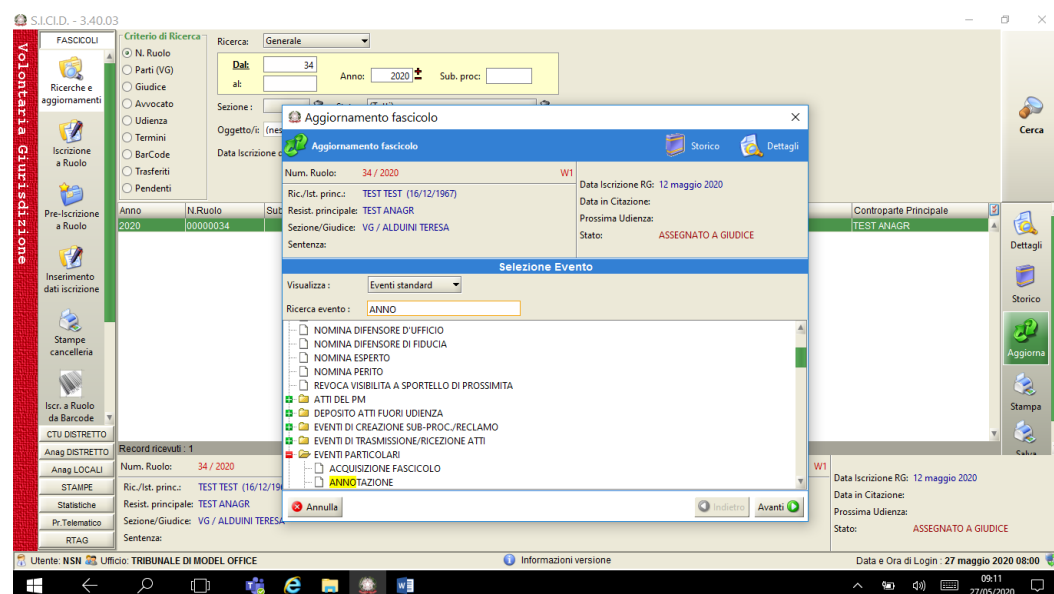 S.I.CI.D. - 3.40.03
Volontaria Giurisdizione
FASCICOLI
Ricerche e
aggiornamenti
Iscrizione
a Ruolo
Pre-Iscrizione
a Ruolo
Inserimento
dati iscrizione
Stampe
cancelleria
Iscr. a Ruolo
da Barcode
CTU DISTRETTO
Anag DISTRETTO
Anag LOCALI
STAMPE
Statistiche
Pr.Telematico
RTAG
Criterio di Ricerca
N. Ruolo
Parti (VG)
Giudice
Avvocato
Udienza
Termini
BarCode
Trasferiti
Pendenti
Ricerca: Generale
Dal: 34
al:
Anno: 2020 Sub. proc:
Sezione :
Oggetto/i:
Data Iscrizione
Cerca
Anno N.Ruolo Sub Controparte Principale
2020 00000034 TEST ANAGR
Aggiornamento fascicolo
Aggiornamento fascicolo Storico Dettagli
Num. Ruolo: 34 / 2020 W1
Ric./Ist. princ.: TEST TEST (16/12/1967)
Resist. principale: TEST ANAGR
Sezione/Giudice: VG / ALDUINI TERESA
Sentenza:
Data Iscrizione RG: 12 maggio 2020
Data in Citazione:
Prossima Udienza:
Stato: ASSEGNATO A GIUDICE
Selezione Evento
Visualizza : Eventi standard
Ricerca evento : ANNO
NOMINA DIFENSORE D'UFFICIO
NOMINA DIFENSORE DI FIDUCIA
NOMINA ESPERTO
NOMINA PERITO
REVOCA VISIBILITA A SPORTELLO DI PROSSIMITA
ATTI DEL PM
DEPOSITO ATTI FUORI UDIENZA
EVENTI DI CREAZIONE SUB-PROC./RECLAMO
EVENTI DI TRASMISSIONE/RICEZIONE ATTI
EVENTI PARTICOLARI
ACQUISIZIONE FASCICOLO
ANNOTAZIONE
Annulla Indietro Avanti
Dettagli
Storico
Aggiorna
Stampa
Salva
Record ricevuti : 1
Num. Ruolo: 34 / 2020 W1
Ric./Ist. princ.: TEST TEST (16/12/19
Resist. principale: TEST ANAGR
Sezione/Giudice: VG / ALDUINI TERESA
Sentenza:
Data Iscrizione RG: 12 maggio 2020
Data in Citazione:
Prossima Udienza:
Stato: ASSEGNATO A GIUDICE
Utente: NSN Ufficio: TRIBUNALE DI MODEL OFFICE Informazioni versione Data e Ora di Login : 27 maggio 2020 08:00
09:11
27/05/2020